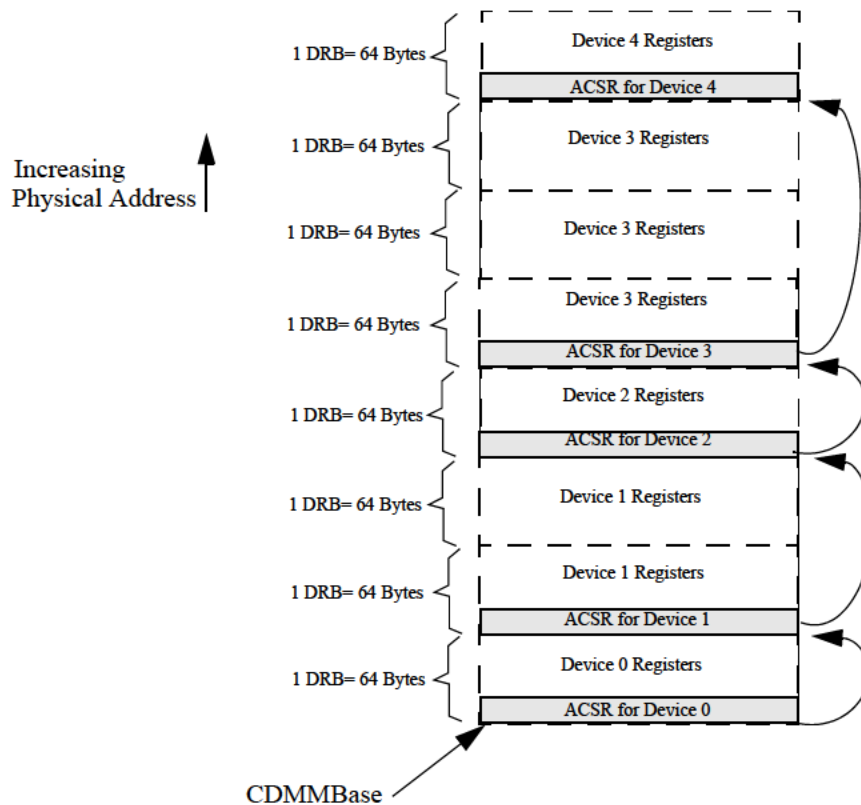 1 DRB= 64 Bytes
Device 4 Registers
ACSR for Device 4
1 DRB= 64 Bytes
Device 3 Registers
Increasing
Physical Address
1 DRB= 64 Bytes
Device 3 Registers
1 DRB= 64 Bytes
Device 3 Registers
ACSR for Device 3
1 DRB= 64 Bytes
Device 2 Registers
ACSR for Device 2
1 DRB= 64 Bytes
Device 1 Registers
1 DRB= 64 Bytes
Device 1 Registers
ACSR for Device 1
1 DRB= 64 Bytes
Device 0 Registers
ACSR for Device 0
CDMMBase